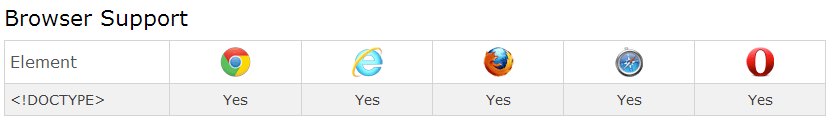 Browser Support
Element
<!DOCTYPE> Yes Yes Yes Yes Yes